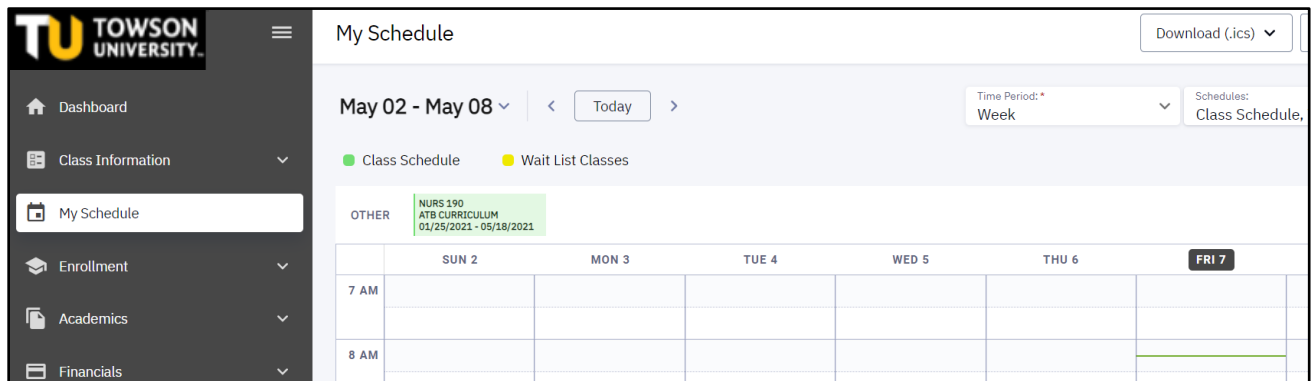 TU TOWSON
UNIVERSITY
My Schedule
Download (.ics)
Dashboard
May 02 - May 08
Today
Time Period: *
Week
Schedules:
Class Schedule,
Class Information
Class Schedule
Wait List Classes
My Schedule
OTHER
NURS 190
ATB CURRICULUM
01/25/2021 - 05/18/2021
Enrollment
SUN 2
MON 3
TUE 4
WED 5
THU 6
FRI 7
7 AM
Academics
8 AM
Financials